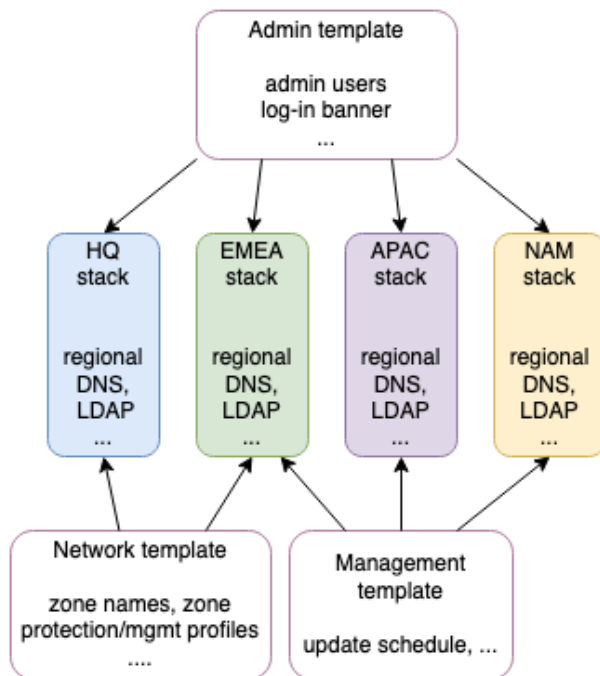 Admin template
admin users
log-in banner
...
HQ
stack
regional
DNS,
LDAP
...
EMEA
stack
regional
DNS,
LDAP
...
APAC
stack
regional
DNS,
LDAP
...
NAM
stack
regional
DNS,
LDAP
...
Network template
zone names, zone
protection/mgmt profiles
....
Management
template
update schedule, ...